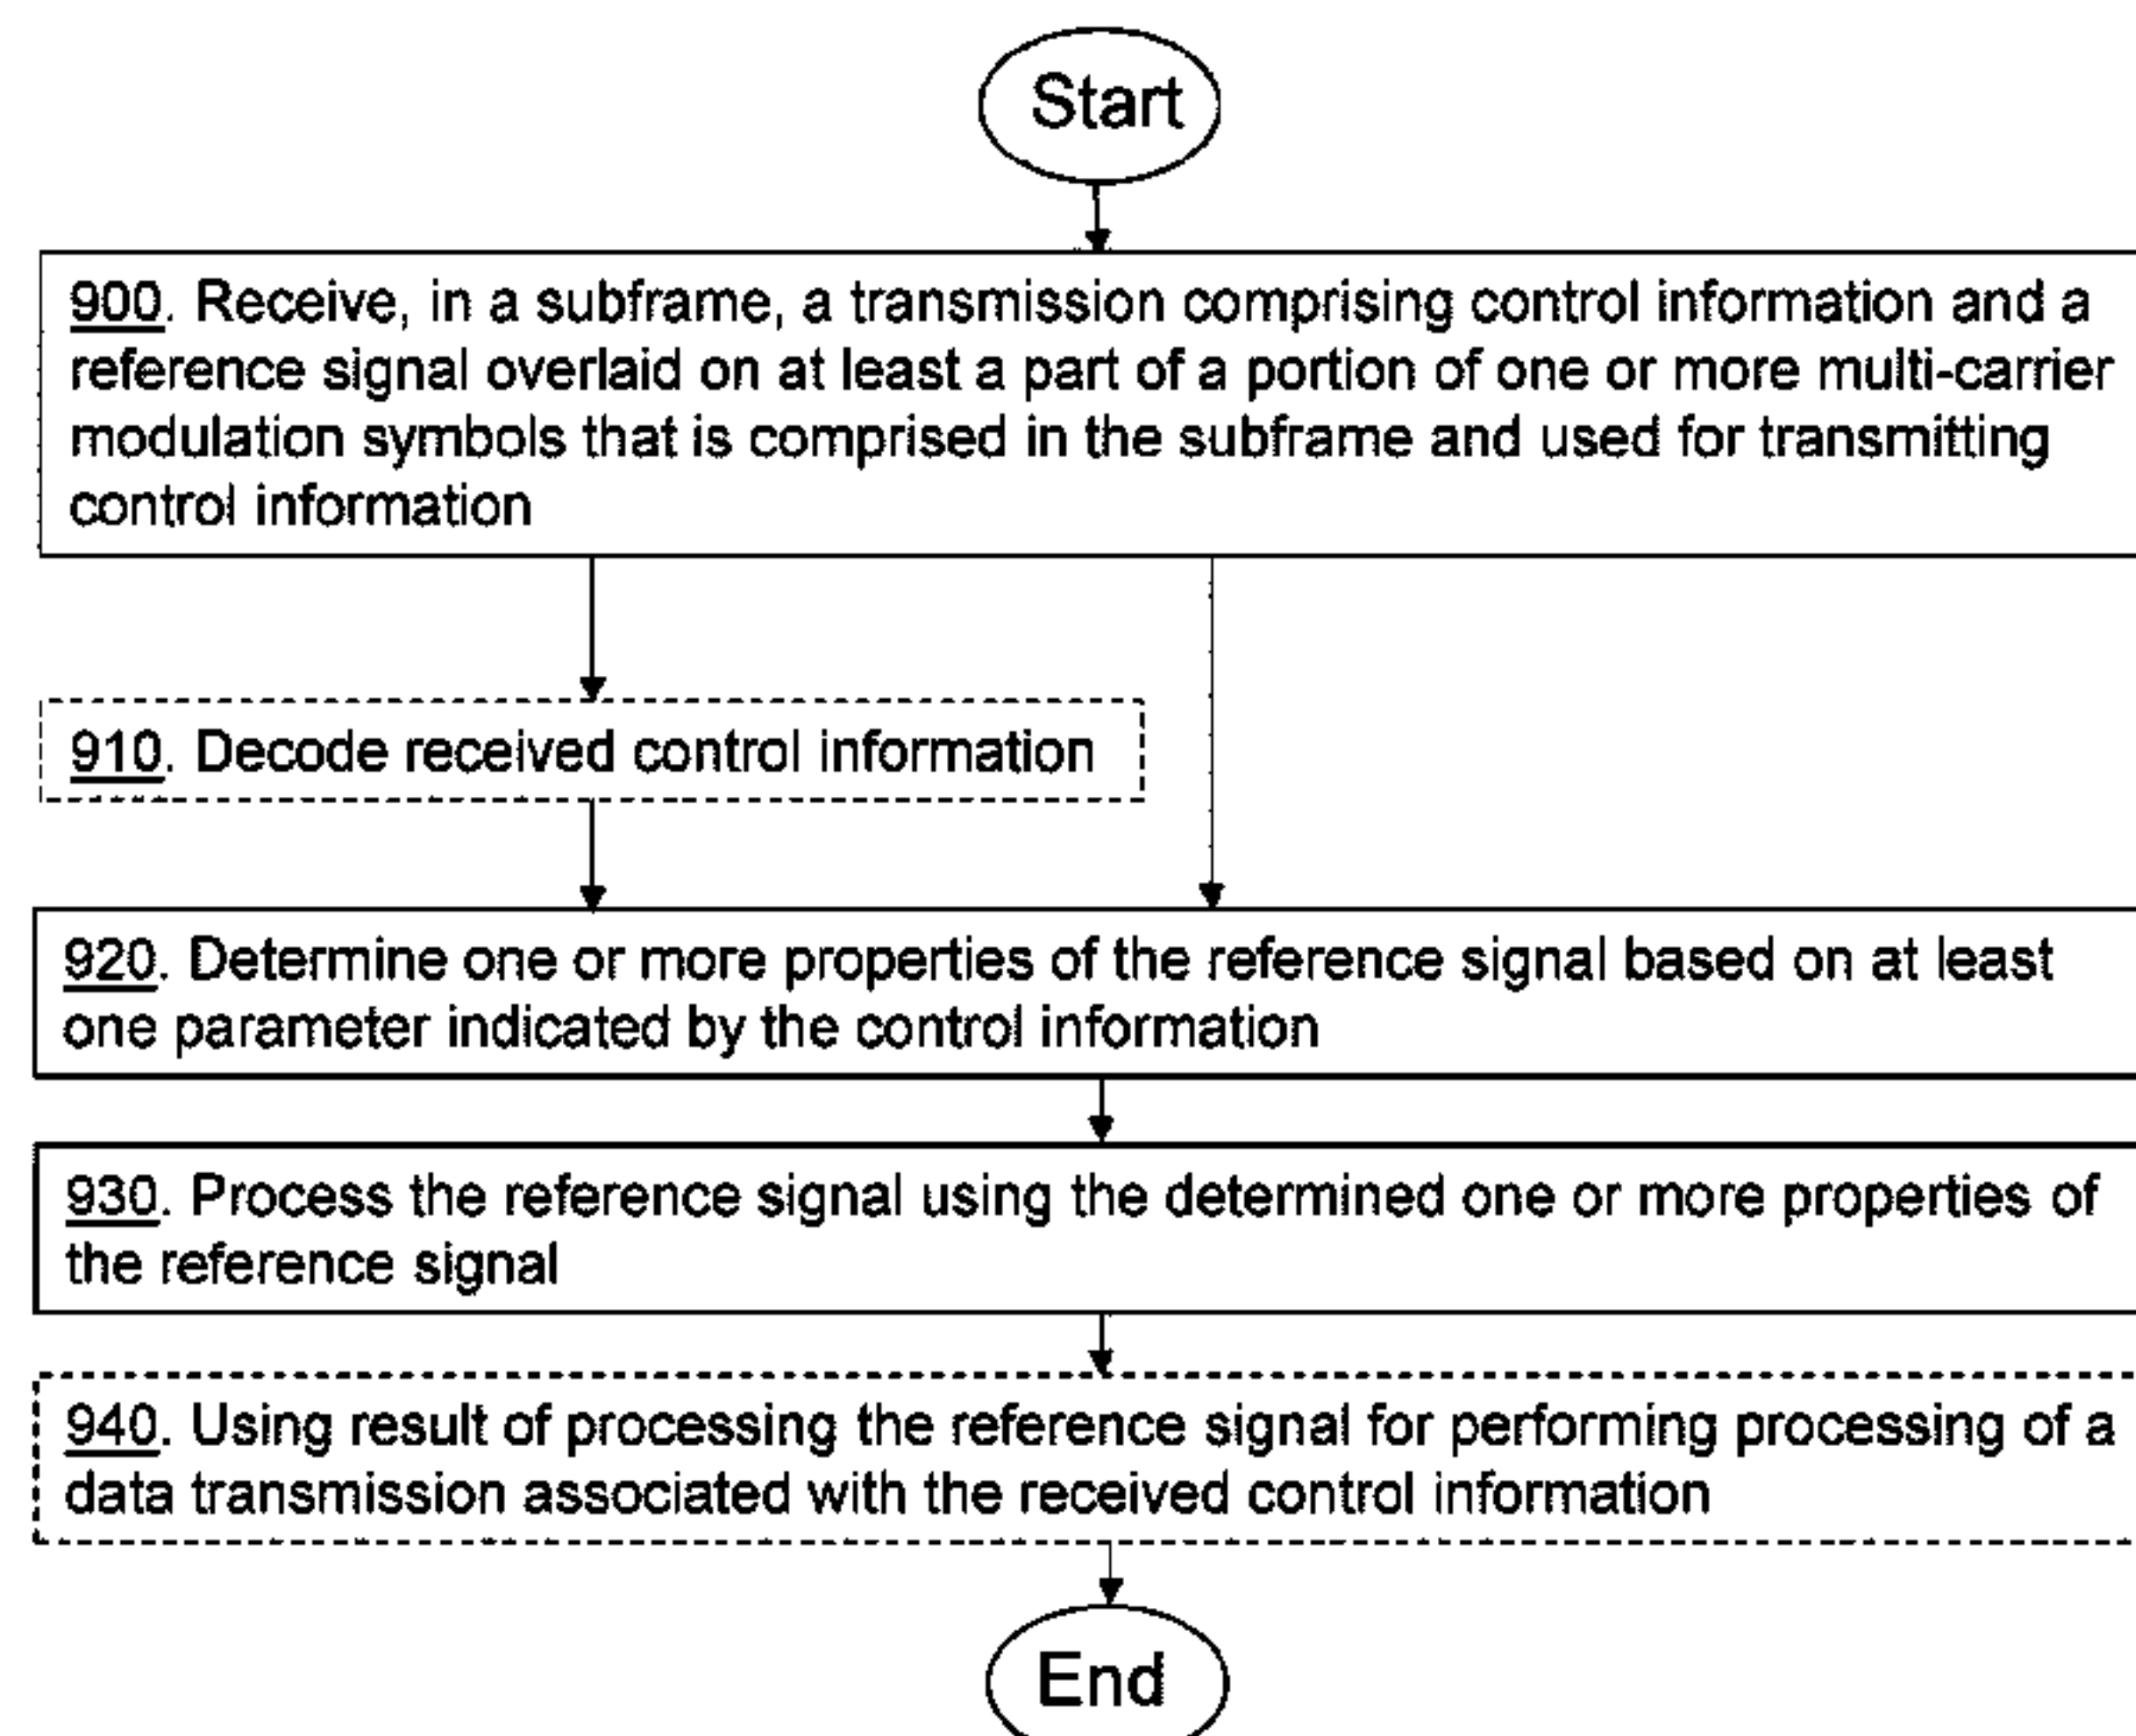 Start
900. Receive, in a subframe, a transmission comprising control information and a
reference signal overlaid on at least a part of a portion of one or more multi-carrier
modulation symbols that is comprised in the subframe and used for transmitting
control information
910. Decode received control information
920. Determine one or more properties of the reference signal based on at least
one parameter indicated by the control information
930. Process the reference signal using the determined one or more properties of
the reference signal
940. Using result of processing the reference signal for performing processing of a
data transmission associated with the received control information
End